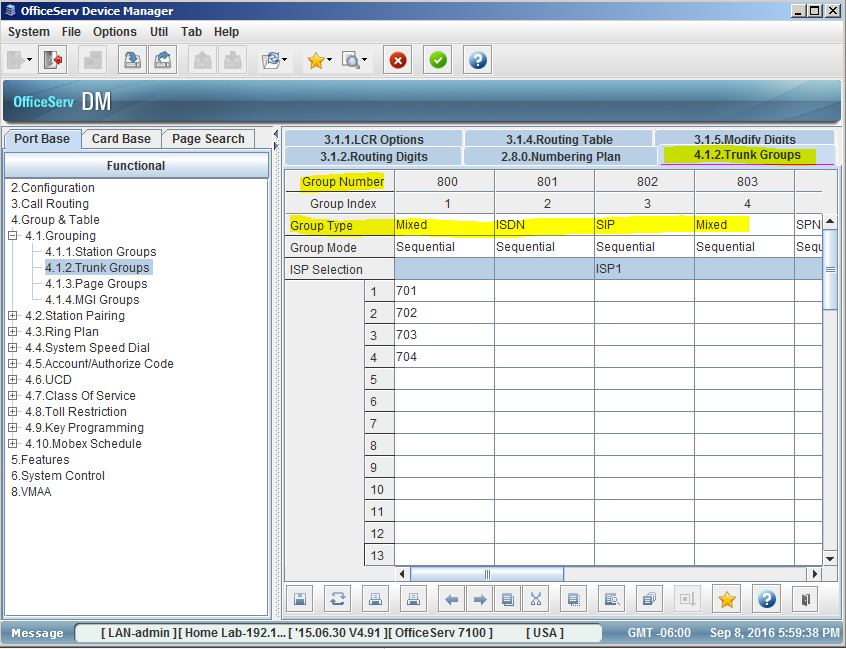 OfficeServ Device Manager
System File Options Util Tab Help
OfficeServ DM
Port Base Card Base Page Search
Functional
2.Configuration
3.Call Routing
4.Group & Table
4.1.Grouping
4.1.1.Station Groups
4.1.2.Trunk Groups
4.1.3.Page Groups
4.1.4.MGI Groups
4.2.Station Pairing
4.3.Ring Plan
4.4.System Speed Dial
4.5.Account/Authorize Code
4.6.UCD
4.7.Class Of Service
4.8.Toll Restriction
4.9.Key Programming
4.10.Mobex Schedule
5.Features
6.System Control
8.VMAA
3.1.1.LCR Options 3.1.4.Routing Table 3.1.5.Modify Digits
3.1.2.Routing Digits 2.8.0.Numbering Plan 4.1.2.Trunk Groups
Group Number 800 801 802 803
Group Index 1 2 3 4
Group Type Mixed ISDN SIP Mixed SPN
Group Mode Sequential Sequential Sequential Sequential Sequ
ISP Selection ISP1
1 701
2 702
3 703
4 704
5
6
7
8
9
10
11
12
13
Message [ LAN-admin ][ Home Lab-192.1...[ '15.06.30 V4.91 ][ OfficeServ 7100 ] [ USA ] GMT -06:00 Sep 8, 2016 5:59:38 PM